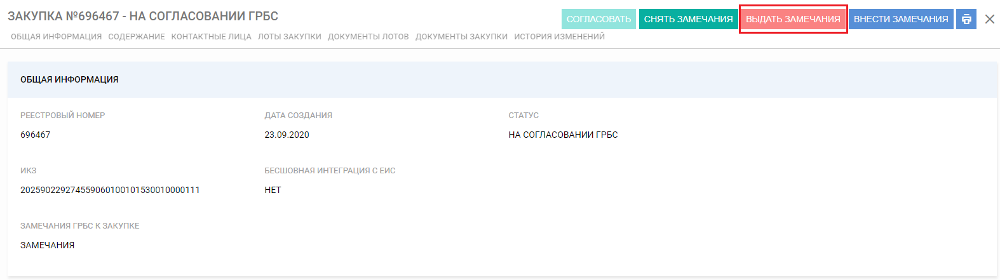 ЗАКУПКА №696467 - НА СОГЛАСОВАНИИ ГРБС
СОГЛАСОВАТЬ СНЯТЬ ЗАМЕЧАНИЯ ВЫДАТЬ ЗАМЕЧАНИЯ ВНЕСТИ ЗАМЕЧАНИЯ
ОБЩАЯ ИНФОРМАЦИЯ СОДЕРЖАНИЕ КОНТАКТНЫЕ ЛИЦА ЛОТЫ ЗАКУПКИ ДОКУМЕНТЫ ЛОТОВ ДОКУМЕНТЫ ЗАКУПКИ ИСТОРИЯ ИЗМЕНЕНИЙ
ОБЩАЯ ИНФОРМАЦИЯ
РЕЕСТРОВЫЙ НОМЕР ДАТА СОЗДАНИЯ СТАТУС
696467 23.09.2020 НА СОГЛАСОВАНИИ ГРБС
ИКЗ БЕСШОВНАЯ ИНТЕГРАЦИЯ С ЕИС
202590229274559060100101530010000111 НЕТ
ЗАМЕЧАНИЯ ГРБС К ЗАКУПКЕ
ЗАМЕЧАНИЯ